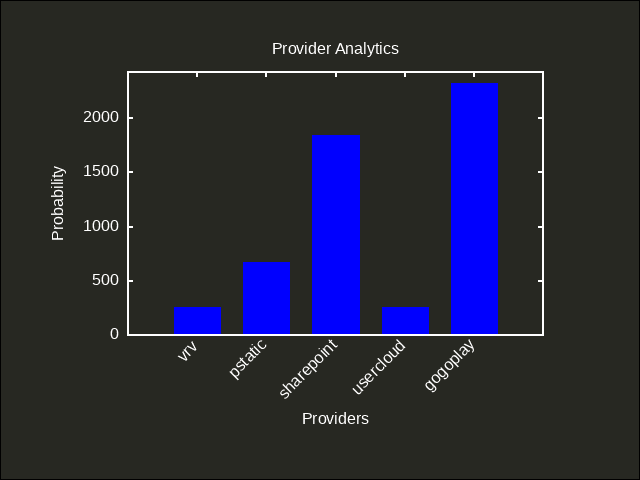 Provider Analytics
Probability
2000
1500
1000
500
0
vrv
pstatic
sharepoint
usercloud
gogoplay
Providers